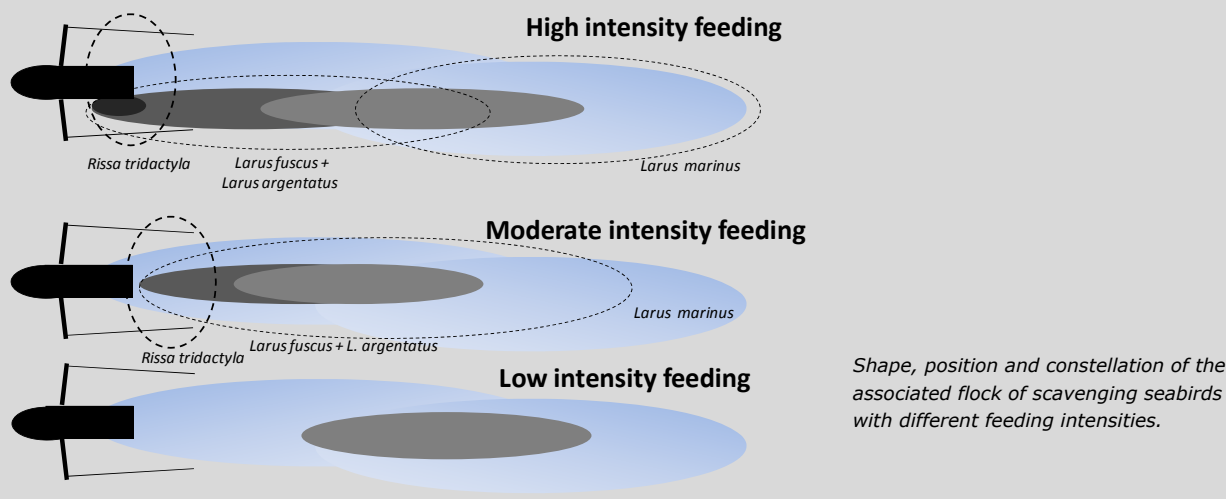 High intensity feeding
Rissa tridactyla
Larus fuscus +
Larus argentatus
Larus marinus
Moderate intensity feeding
Larus marinus
Rissa tridactyla
Larus fuscus + L. argentatus
Low intensity feeding
Shape, position and constellation of the
associated flock of scavenging seabirds
with different feeding intensities.